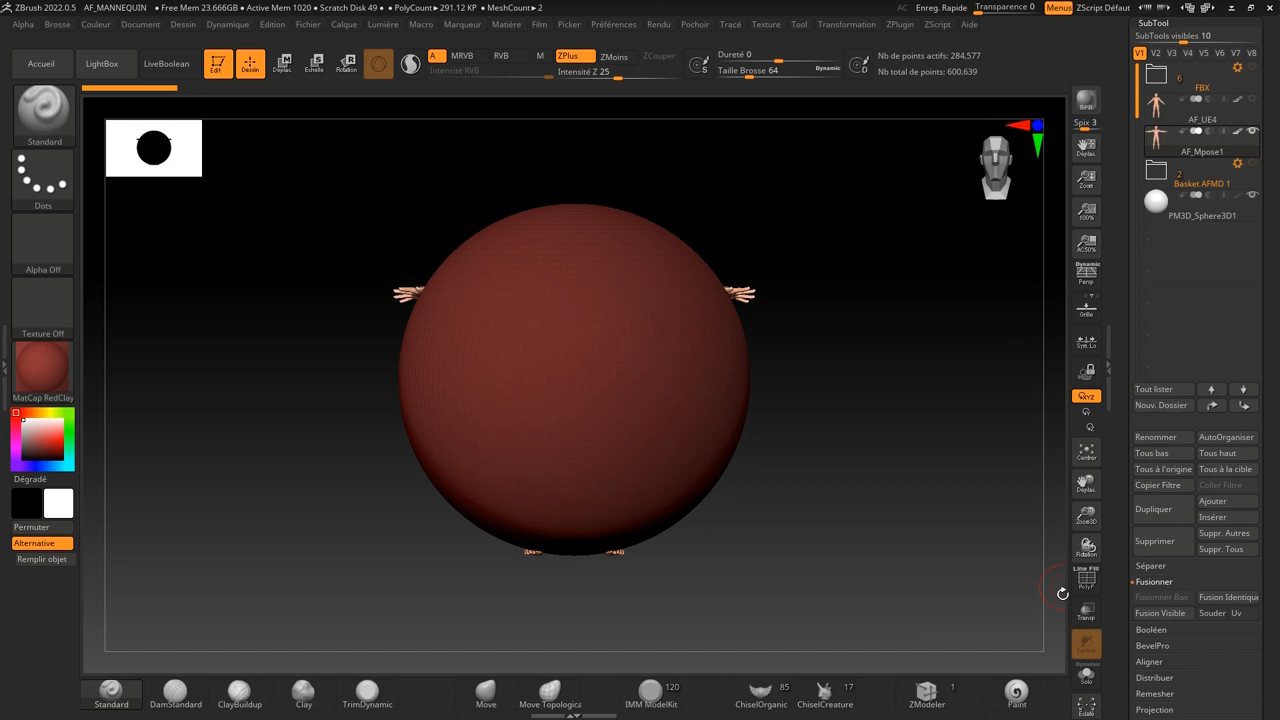 ZBrush 2022.0.5 AF_MANNEQUIN • Free Mem 23.666GB • Active Mem 1020 • Scratch Disk 49 • PolyCount • 291.12 KP • MeshCount • 2
AC Enreg. Rapide Transparence 0 Menus ZScript Défaut
Alpha Brosse Couleur Document Dessin Dynamique Edition Fichier Calque Lumière Macro Marqueur Matière Film Picker Préférences Rendu Pochoir Tracé Texture Tool Transformation ZPlugin ZScript Aide
Accueil LightBox LiveBoolean Edit Dessin Déplac. Echelle Rotation
A MRVB RVB M ZPlus ZMoins ZCouper
Intensité RVB Intensité Z 25
Dureté 0
Taille Brosse 64 Dynamic
Nb de points actifs: 284,577
Nb total de points: 600,639
Standard
Dots
Alpha Off
Texture Off
MatCap RedClay
Dégradé
Permuter
Alternative
Remplir objet
BPR
Spix 3
Déplac.
Zoom
100%
AC50%
Dynamic
Persp
Grille
Sym.Lo
XYZ
Centrer
Déplac.
Zoom3D
Rotation
Line Fill
PolyF
Transp
Dynamic
Solo
SubTool
SubTools visibles 10
V1 V2 V3 V4 V5 V6 V7 V8
6
FBX
AF_UE4
AF_Mpose1
2
Basket AFMD 1
PM3D_Sphere3D1
Tout lister
Nouv. Dossier
Renommer AutoOrganiser
Tous bas Tous haut
Tous à l'origine Tous à la cible
Copier Filtre Coller Filtre
Dupliquer Ajouter
Insérer
Supprimer Suppr. Autres
Suppr. Tous
Séparer
Fusionner
Fusionner Bas Fusion Identique
Fusion Visible Souder Uv
Booléen
BevelPro
Aligner
Distribuer
Remesher
Projection
Standard DamStandard ClayBuildup Clay TrimDynamic Move Move Topologica IMM ModelKit 120 ChiselOrganic 85 ChiselCreature 17 ZModeler 1 Paint